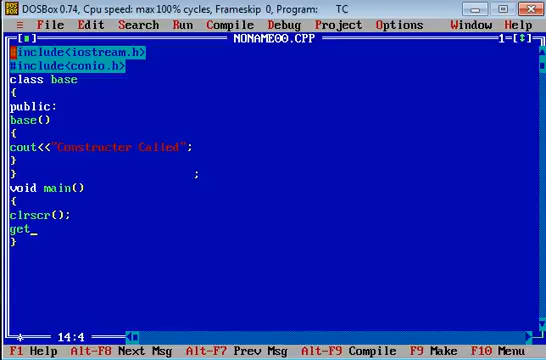 DOSBox 0.74, Cpu speed: max 100% cycles, Frameskip 0, Program: TC
≡ File Edit Search Run Compile Debug Project Options Window Help
[■] NONAME00.CPP 1=[↕]
#include<iostream.h>
#include<conio.h>
class base
{
public:
base()
{
cout<<"Constructer Called";
}
} ;
void main()
{
clrscr();
get_
}
* 14:4
F1 Help Alt-F8 Next Msg Alt-F7 Prev Msg Alt-F9 Compile F9 Make F10 Menu